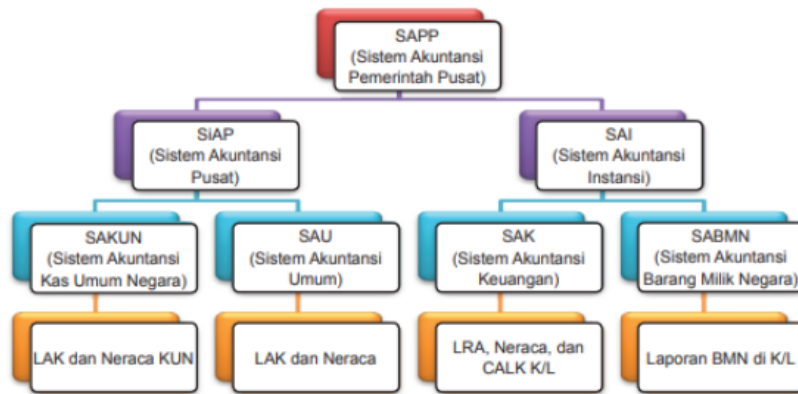 SAPP
(Sistem Akuntansi
Pemerintah Pusat)
SiAP
(Sistem Akuntansi
Pusat)
SAI
(Sistem Akuntansi
Instansi)
SAKUN
(Sistem Akuntansi
Kas Umum Negara)
SAU
(Sistem Akuntansi
Umum)
SAK
(Sistem Akuntansi
Keuangan)
SABMN
(Sistem Akuntansi
Barang Milik Negara)
LAK dan Neraca KUN
LAK dan Neraca
LRA, Neraca, dan
CALK K/L
Laporan BMN di K/L